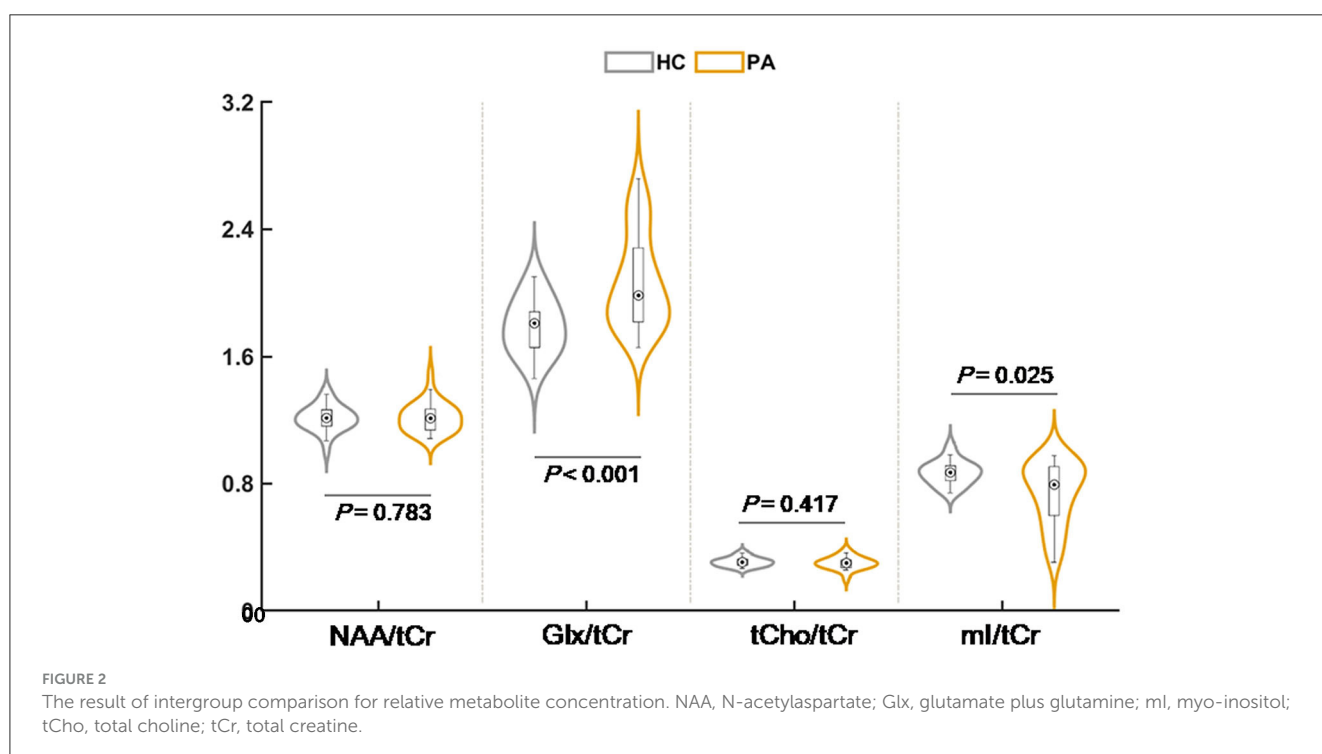 HC PA
3.2
2.4
1.6
0.8
0
00
P = 0.783
P < 0.001
P = 0.417
P = 0.025
NAA/tCr Glx/tCr tCho/tCr mI/tCr
FIGURE 2
The result of intergroup comparison for relative metabolite concentration. NAA, N-acetylaspartate; Glx, glutamate plus glutamine; mI, myo-inositol;
tCho, total choline; tCr, total creatine.